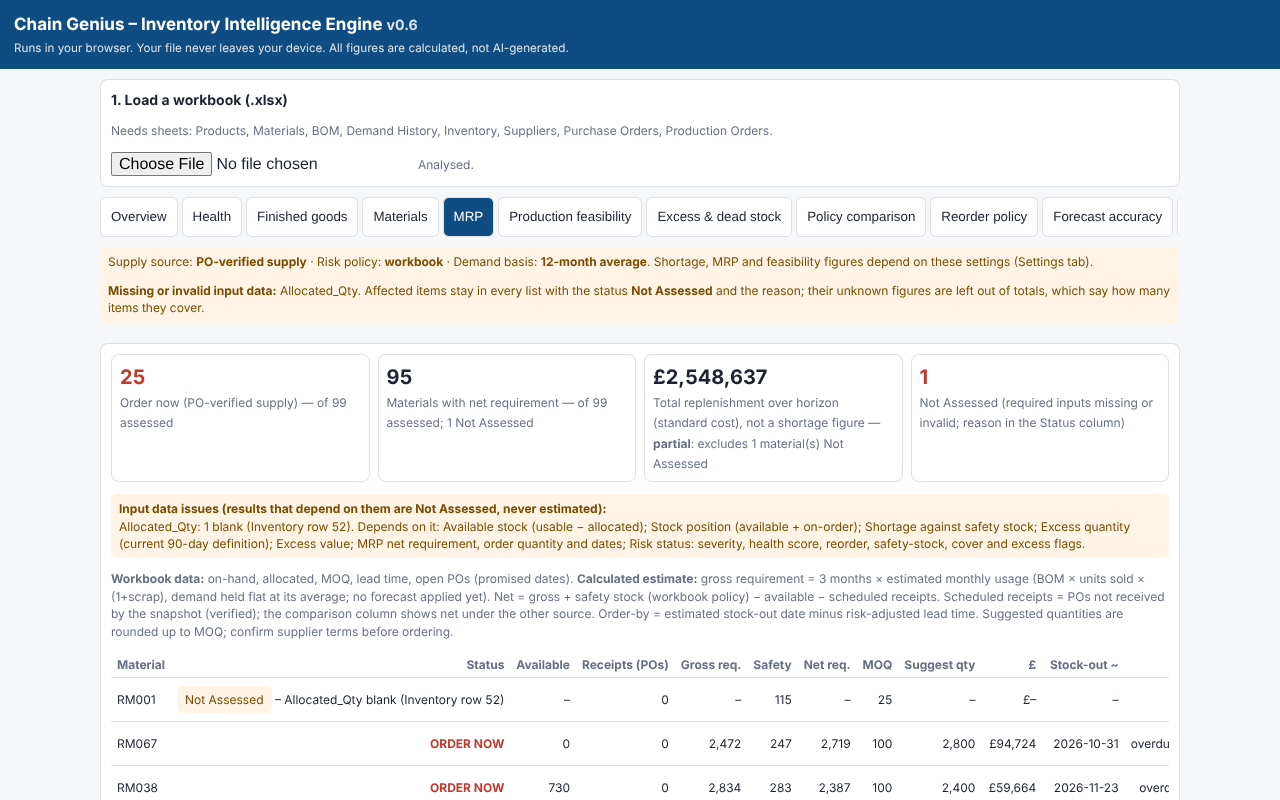 Chain Genius – Inventory Intelligence Engine v0.6
Runs in your browser. Your file never leaves your device. All figures are calculated, not AI-generated.
1. Load a workbook (.xlsx)
Needs sheets: Products, Materials, BOM, Demand History, Inventory, Suppliers, Purchase Orders, Production Orders.
Choose File No file chosen Analysed.
Overview Health Finished goods Materials MRP Production feasibility Excess & dead stock Policy comparison Reorder policy Forecast accuracy
Supply source: PO-verified supply · Risk policy: workbook · Demand basis: 12-month average. Shortage, MRP and feasibility figures depend on these settings (Settings tab).
Missing or invalid input data: Allocated_Qty. Affected items stay in every list with the status Not Assessed and the reason; their unknown figures are left out of totals, which say how many
items they cover.
25
Order now (PO-verified supply) — of 99
assessed
95
Materials with net requirement — of 99
assessed; 1 Not Assessed
£2,548,637
Total replenishment over horizon
(standard cost), not a shortage figure —
partial: excludes 1 material(s) Not
Assessed
1
Not Assessed (required inputs missing or
invalid; reason in the Status column)
Input data issues (results that depend on them are Not Assessed, never estimated):
Allocated_Qty: 1 blank (Inventory row 52). Depends on it: Available stock (usable − allocated); Stock position (available + on-order); Shortage against safety stock; Excess quantity
(current 90-day definition); Excess value; MRP net requirement, order quantity and dates; Risk status: severity, health score, reorder, safety-stock, cover and excess flags.
Workbook data: on-hand, allocated, MOQ, lead time, open POs (promised dates). Calculated estimate: gross requirement = 3 months × estimated monthly usage (BOM × units sold ×
(1+scrap), demand held flat at its average; no forecast applied yet). Net = gross + safety stock (workbook policy) − available − scheduled receipts. Scheduled receipts = POs not received
by the snapshot (verified); the comparison column shows net under the other source. Order-by = estimated stock-out date minus risk-adjusted lead time. Suggested quantities are
rounded up to MOQ; confirm supplier terms before ordering.
Material Status Available Receipts (POs) Gross req. Safety Net req. MOQ Suggest qty £ Stock-out ~
RM001 Not Assessed – Allocated_Qty blank (Inventory row 52) – 0 – 115 – 25 – £– –
RM067 ORDER NOW 0 0 2,472 247 2,719 100 2,800 £94,724 2026-10-31 overdu
RM038 ORDER NOW 730 0 2,834 283 2,387 100 2,400 £59,664 2026-11-23 overd